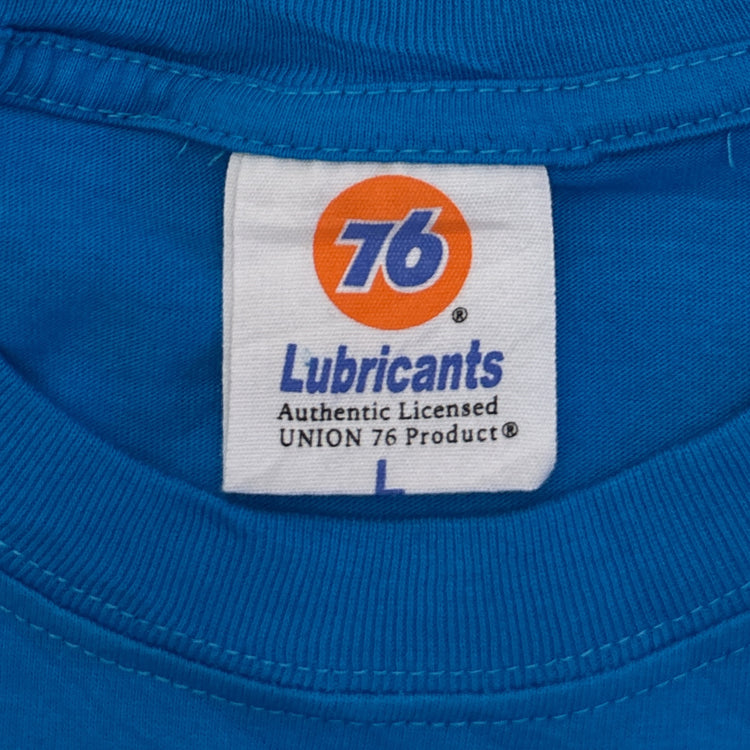 76
®
Lubricants
Authentic Licensed
UNION 76 Product®
L